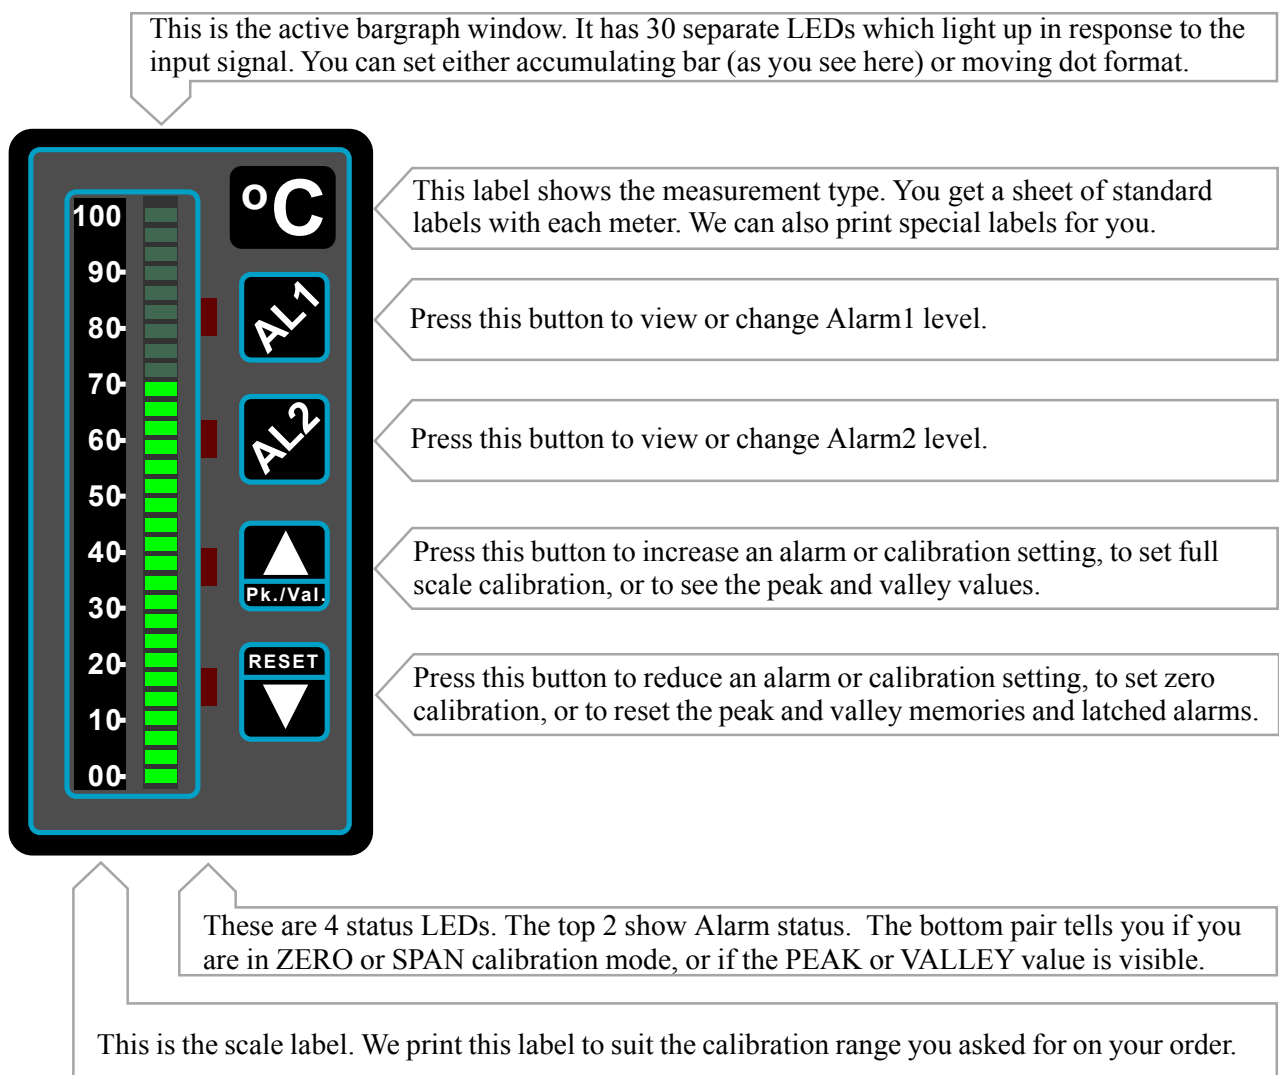 This is the active bargraph window. It has 30 separate LEDs which light up in response to the
input signal. You can set either accumulating bar (as you see here) or moving dot format.
oC
This label shows the measurement type. You get a sheet of standard
labels with each meter. We can also print special labels for you.
100
90
80
70
60
50
40
30
20
10
00
AL1
Press this button to view or change Alarm1 level.
AL2
Press this button to view or change Alarm2 level.
Pk./Val.
Press this button to increase an alarm or calibration setting, to set full
scale calibration, or to see the peak and valley values.
RESET
Press this button to reduce an alarm or calibration setting, to set zero
calibration, or to reset the peak and valley memories and latched alarms.
These are 4 status LEDs. The top 2 show Alarm status.  The bottom pair tells you if you
are in ZERO or SPAN calibration mode, or if the PEAK or VALLEY value is visible.
This is the scale label. We print this label to suit the calibration range you asked for on your order.